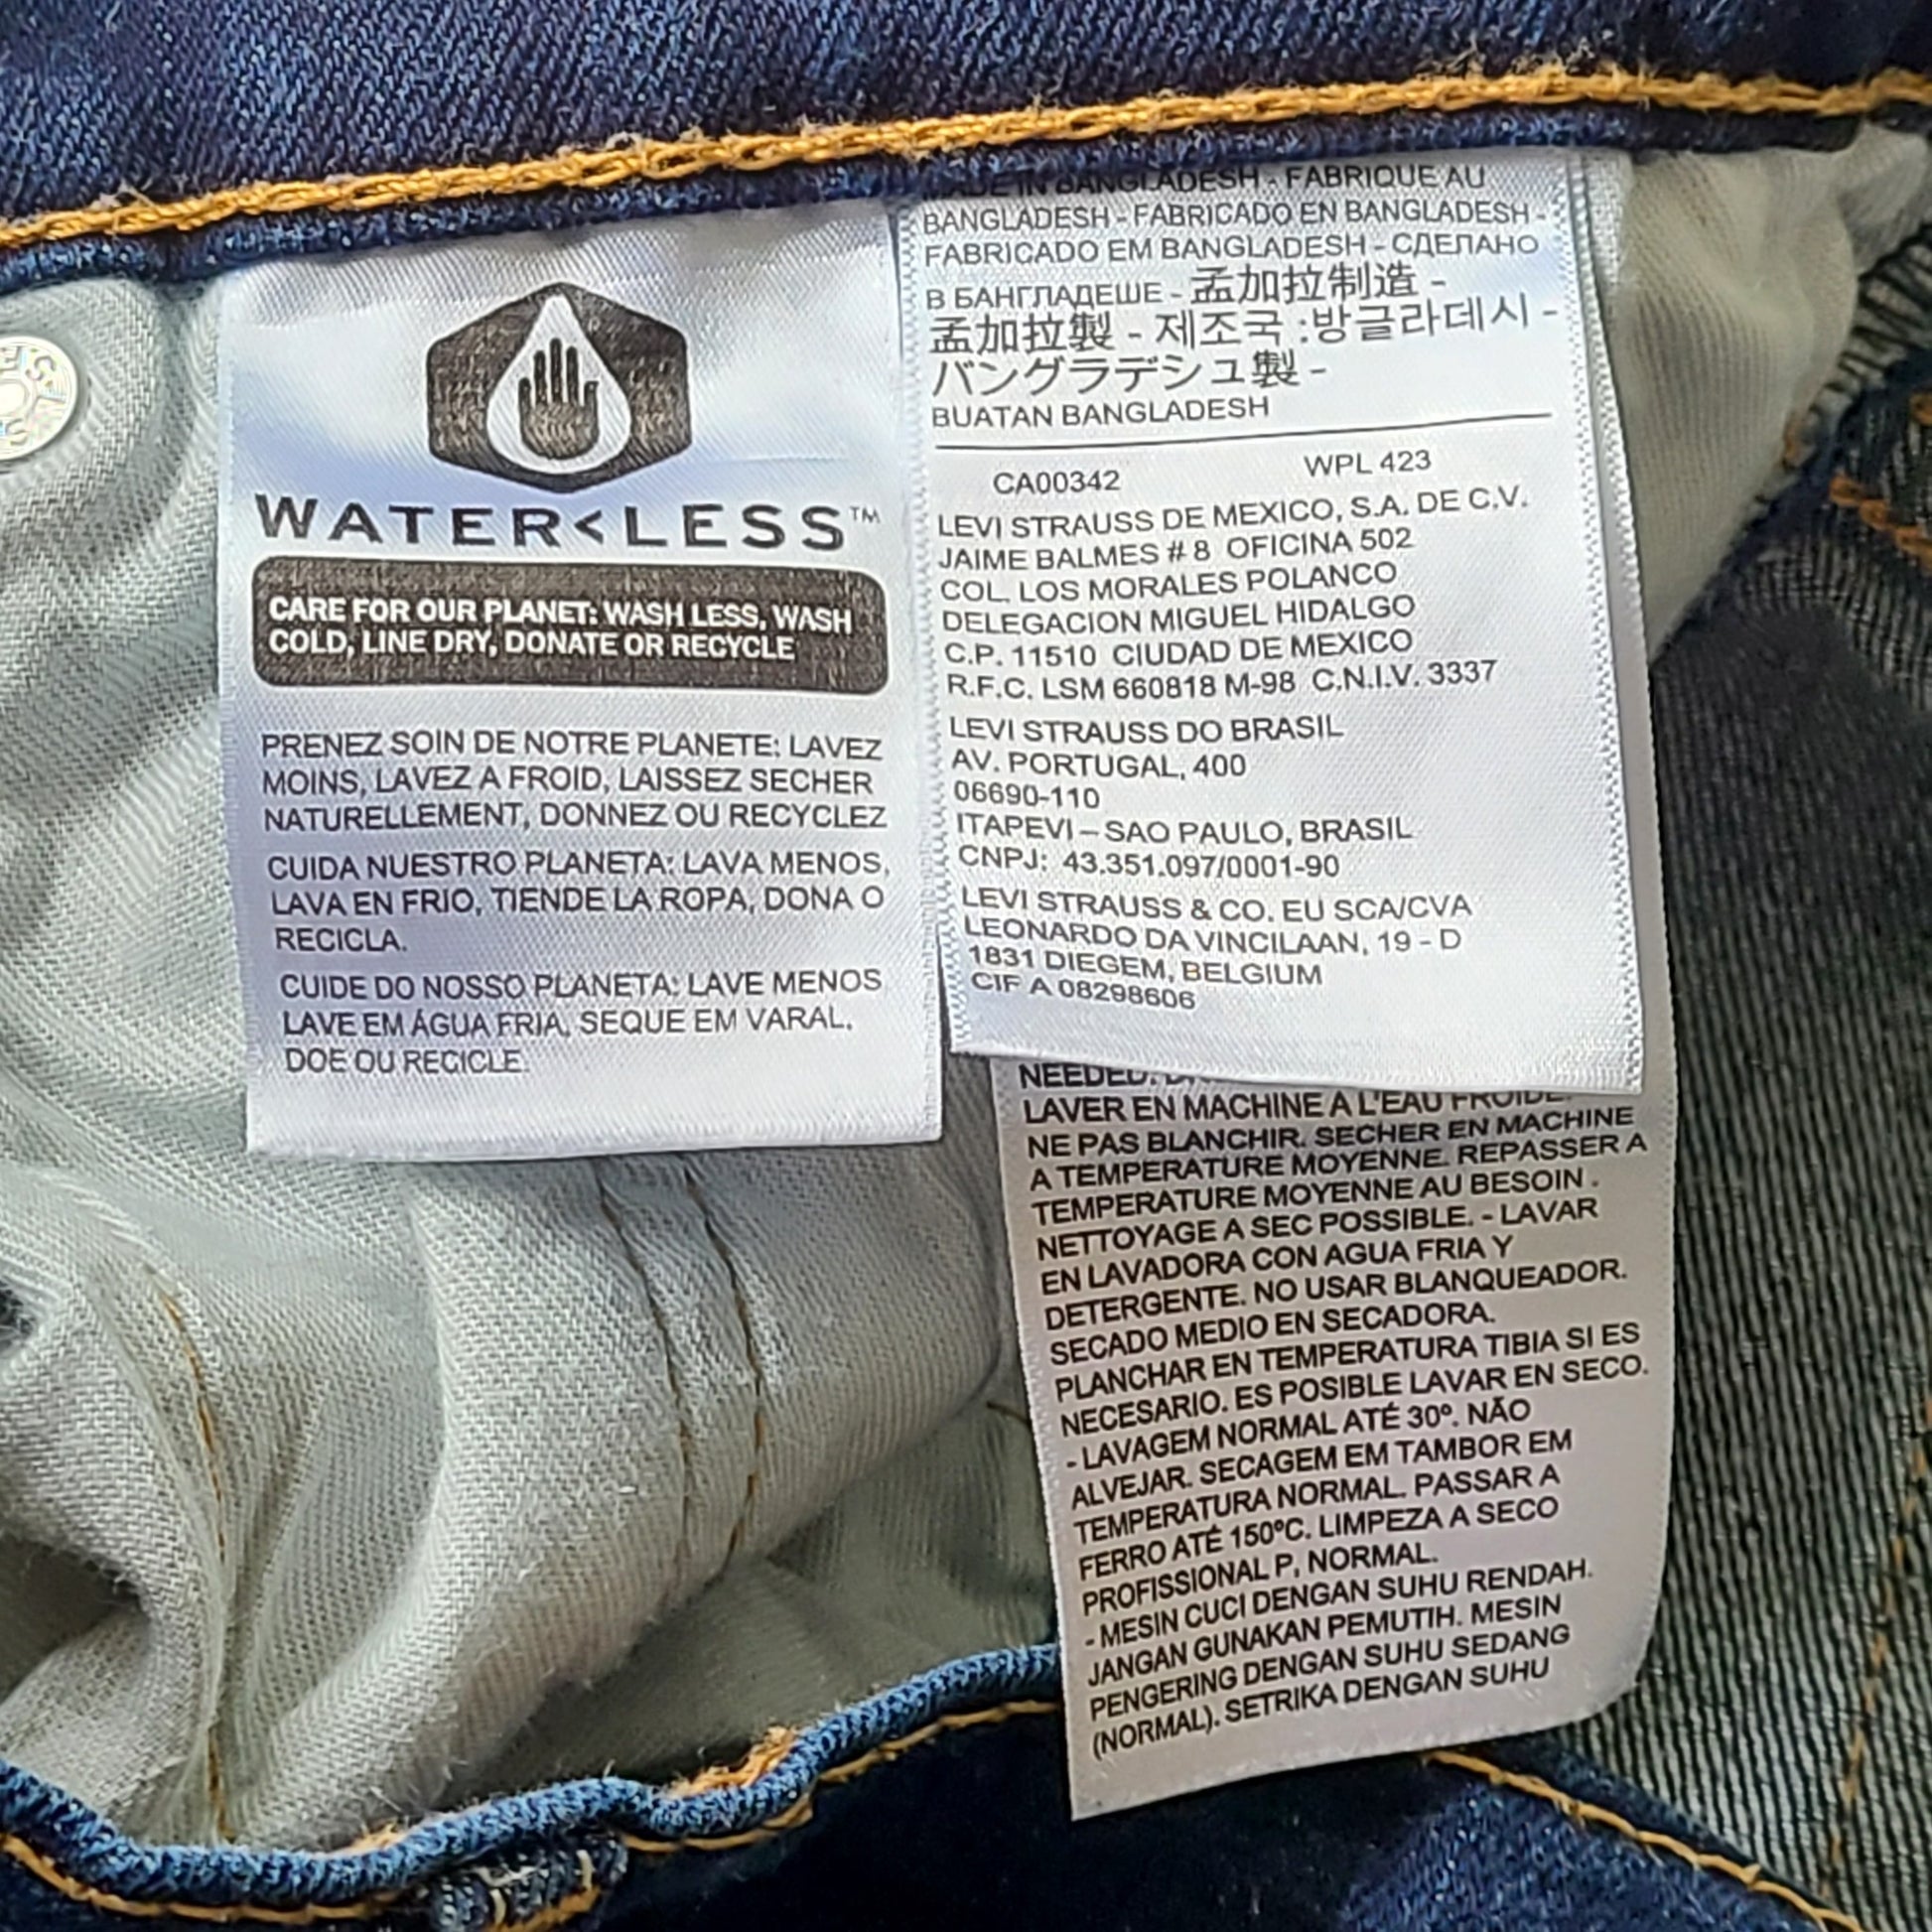 WATER<LESS™
CARE FOR OUR PLANET: WASH LESS, WASH
COLD, LINE DRY, DONATE OR RECYCLE
PRENEZ SOIN DE NOTRE PLANETE: LAVEZ
MOINS, LAVEZ A FROID, LAISSEZ SECHER
NATURELLEMENT, DONNEZ OU RECYCLEZ
CUIDA NUESTRO PLANETA: LAVA MENOS,
LAVA EN FRIO, TIENDE LA ROPA, DONA O
RECICLA.
CUIDE DO NOSSO PLANETA: LAVE MENOS
LAVE EM ÁGUA FRIA, SEQUE EM VARAL,
DOE OU RECICLE.
MADE IN BANGLADESH - FABRIQUE AU
BANGLADESH - FABRICADO EN BANGLADESH -
FABRICADO EM BANGLADESH - СДЕЛАНО
В БАНГЛАДЕШЕ - 孟加拉制造 -
孟加拉製 - 제조국 :방글라데시 -
バングラデシュ製 -
BUATAN BANGLADESH
CA00342 WPL 423
LEVI STRAUSS DE MEXICO, S.A. DE C.V.
JAIME BALMES # 8 OFICINA 502
COL. LOS MORALES POLANCO
DELEGACION MIGUEL HIDALGO
C.P. 11510 CIUDAD DE MEXICO
R.F.C. LSM 660818 M-98 C.N.I.V. 3337
LEVI STRAUSS DO BRASIL
AV. PORTUGAL, 400
06690-110
ITAPEVI – SAO PAULO, BRASIL
CNPJ: 43.351.097/0001-90
LEVI STRAUSS & CO. EU SCA/CVA
LEONARDO DA VINCILAAN, 19 - D
1831 DIEGEM, BELGIUM
CIF A 08298606
NEEDED.
LAVER EN MACHINE A L'EAU FROIDE.
NE PAS BLANCHIR. SECHER EN MACHINE
A TEMPERATURE MOYENNE. REPASSER A
TEMPERATURE MOYENNE AU BESOIN .
NETTOYAGE A SEC POSSIBLE. - LAVAR
EN LAVADORA CON AGUA FRIA Y
DETERGENTE. NO USAR BLANQUEADOR.
SECADO MEDIO EN SECADORA.
PLANCHAR EN TEMPERATURA TIBIA SI ES
NECESARIO. ES POSIBLE LAVAR EN SECO.
- LAVAGEM NORMAL ATÉ 30º. NÃO
ALVEJAR. SECAGEM EM TAMBOR EM
TEMPERATURA NORMAL. PASSAR A
FERRO ATÉ 150ºC. LIMPEZA A SECO
PROFISSIONAL P, NORMAL.
- MESIN CUCI DENGAN SUHU RENDAH.
JANGAN GUNAKAN PEMUTIH. MESIN
PENGERING DENGAN SUHU SEDANG
(NORMAL). SETRIKA DENGAN SUHU